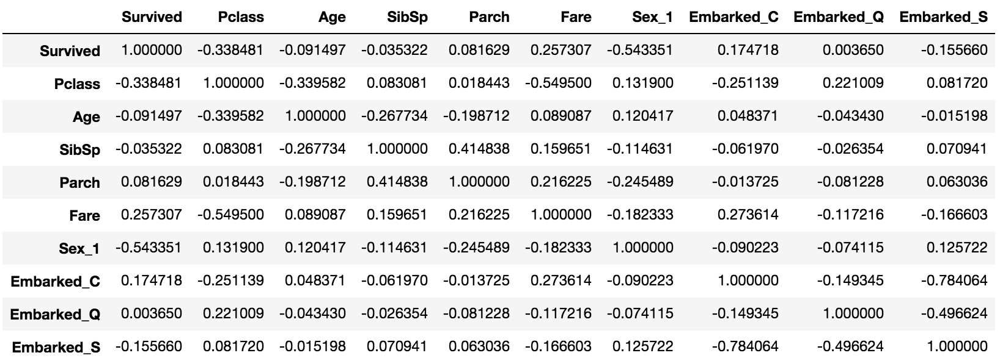 Survived Pclass Age SibSp Parch Fare Sex_1 Embarked_C Embarked_Q Embarked_S
Survived 1.000000 -0.338481 -0.091497 -0.035322 0.081629 0.257307 -0.543351 0.174718 0.003650 -0.155660
Pclass -0.338481 1.000000 -0.339582 0.083081 0.018443 -0.549500 0.131900 -0.251139 0.221009 0.081720
Age -0.091497 -0.339582 1.000000 -0.267734 -0.198712 0.089087 0.120417 0.048371 -0.043430 -0.015198
SibSp -0.035322 0.083081 -0.267734 1.000000 0.414838 0.159651 -0.114631 -0.061970 -0.026354 0.070941
Parch 0.081629 0.018443 -0.198712 0.414838 1.000000 0.216225 -0.245489 -0.013725 -0.081228 0.063036
Fare 0.257307 -0.549500 0.089087 0.159651 0.216225 1.000000 -0.182333 0.273614 -0.117216 -0.166603
Sex_1 -0.543351 0.131900 0.120417 -0.114631 -0.245489 -0.182333 1.000000 -0.090223 -0.074115 0.125722
Embarked_C 0.174718 -0.251139 0.048371 -0.061970 -0.013725 0.273614 -0.090223 1.000000 -0.149345 -0.784064
Embarked_Q 0.003650 0.221009 -0.043430 -0.026354 -0.081228 -0.117216 -0.074115 -0.149345 1.000000 -0.496624
Embarked_S -0.155660 0.081720 -0.015198 0.070941 0.063036 -0.166603 0.125722 -0.784064 -0.496624 1.000000